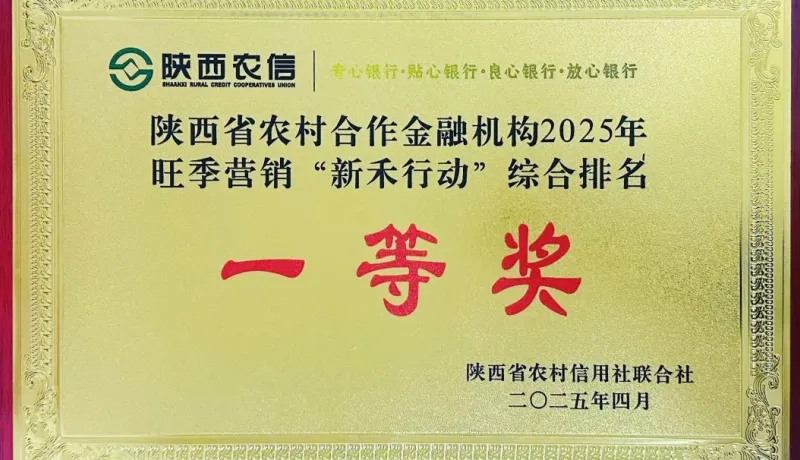 陕西农信
SHAANXI RURAL CREDIT COOPERATIVES UNION
专心银行·贴心银行·良心银行·放心银行
陕西省农村合作金融机构2025年
旺季营销“新禾行动”综合排名
一等奖
陕西省农村信用社联合社
二〇二五年四月